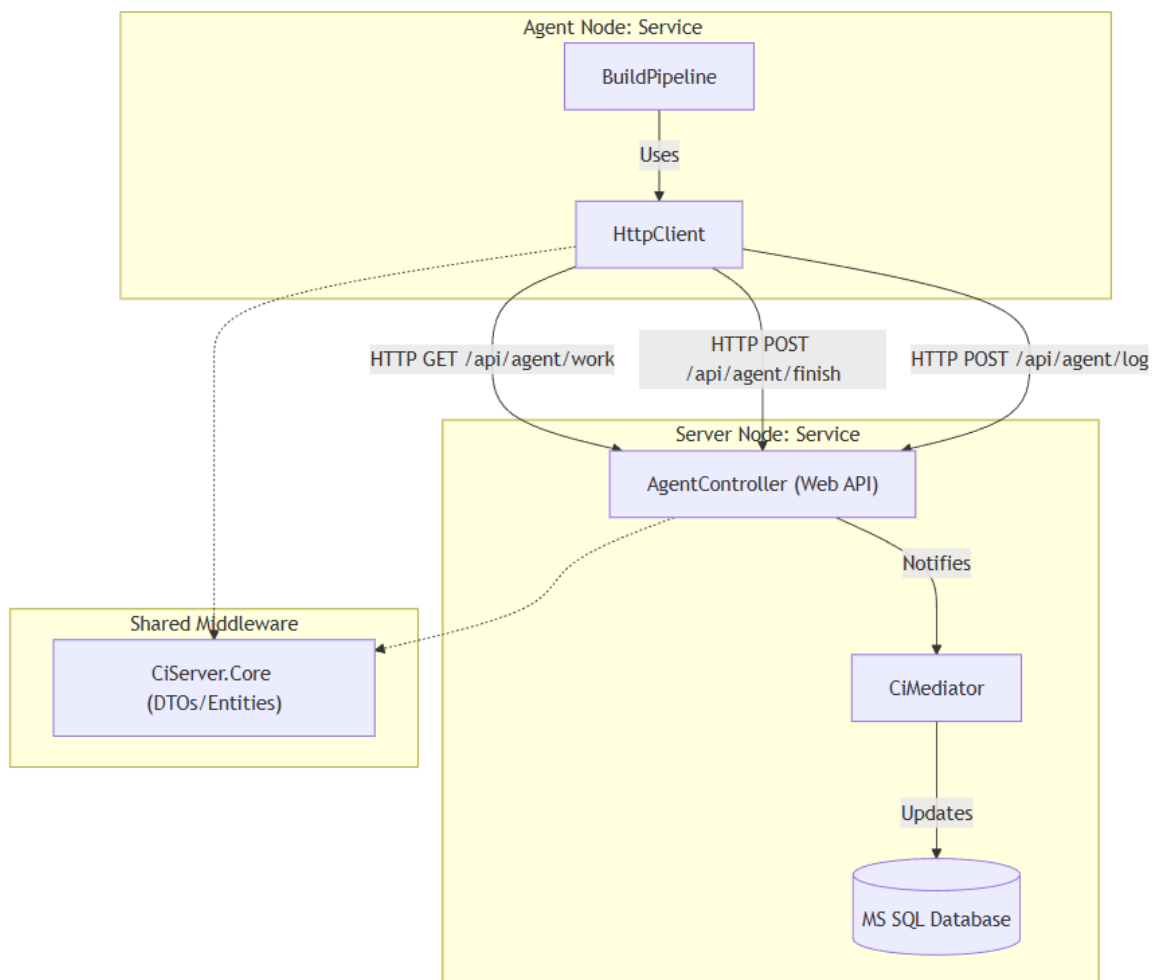 Agent Node: Service
BuildPipeline
Uses
HttpClient
HTTP GET /api/agent/work
HTTP POST
/api/agent/finish
HTTP POST /api/agent/log
Server Node: Service
AgentController (Web API)
Notifies
Shared Middleware
CiServer.Core
(DTOs/Entities)
CiMediator
Updates
MS SQL Database